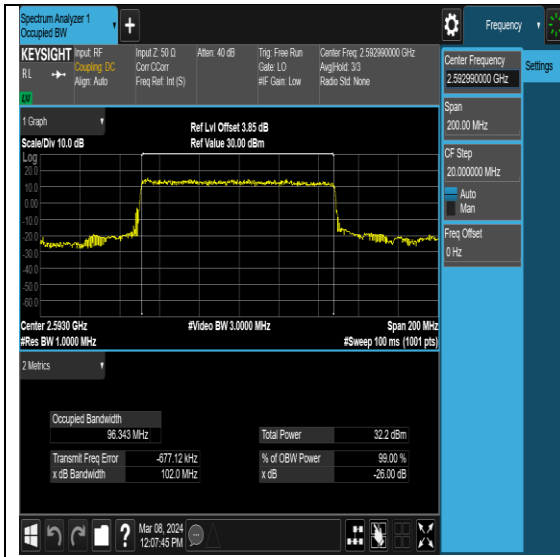 Spectrum Analyzer 1
Occupied BW
Frequency
KEYSIGHT
Input: RF
Coupling: DC
Align: Auto
RL
LNI
Input Z: 50 Ω
Corr CCorr
Freq Ref: Int (S)
Atten: 40 dB
Trig: Free Run
Gate: LO
#IF Gain: Low
Center Freq: 2.592990000 GHz
Avg|Hold: 3/3
Radio Std: None
Center Frequency
2.592990000 GHz
Settings
Span
200.00 MHz
CF Step
20.000000 MHz
Auto
Man
Freq Offset
0 Hz
1 Graph
Scale/Div 10.0 dB
Ref Lvl Offset 3.85 dB
Ref Value 30.00 dBm
Log
20.0
10.0
0.00
-10.0
-20.0
-30.0
-40.0
-50.0
-60.0
Center 2.5930 GHz
#Res BW 1.0000 MHz
#Video BW 3.0000 MHz
Span 200 MHz
#Sweep 100 ms (1001 pts)
2 Metrics
Occupied Bandwidth
96.343 MHz
Total Power
32.2 dBm
Transmit Freq Error
-677.12 kHz
% of OBW Power
99.00 %
x dB Bandwidth
102.0 MHz
x dB
-26.00 dB
?
Mar 08, 2024
12:07:45 PM